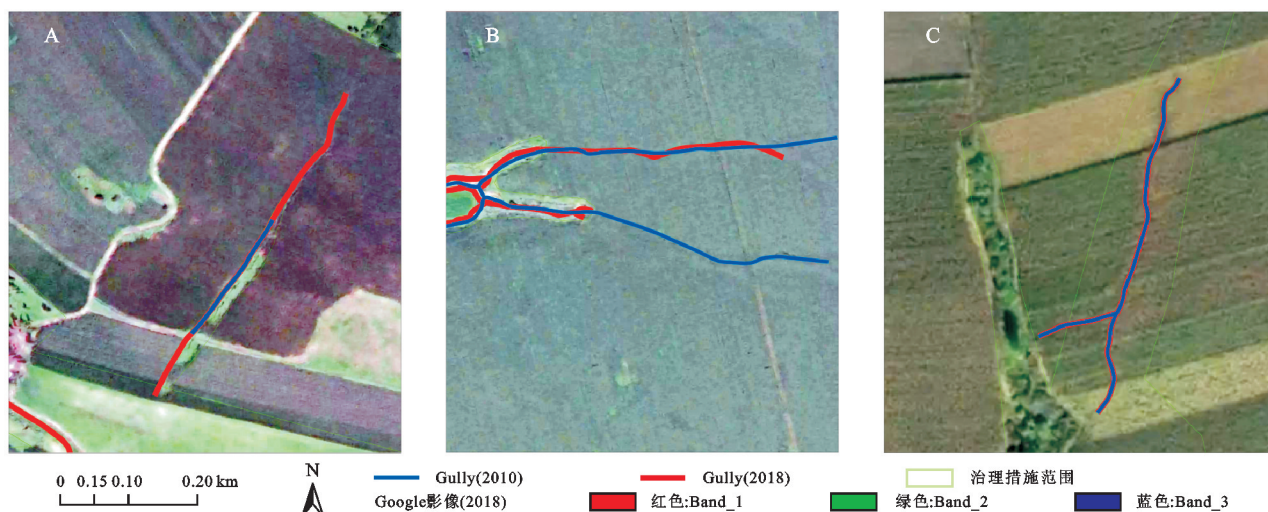 A
B
C
0 0.15 0.10 0.20 km
N
Gully(2010)
Gully(2018)
治理措施范围
Google影像(2018)
红色:Band_1
绿色:Band_2
蓝色:Band_3